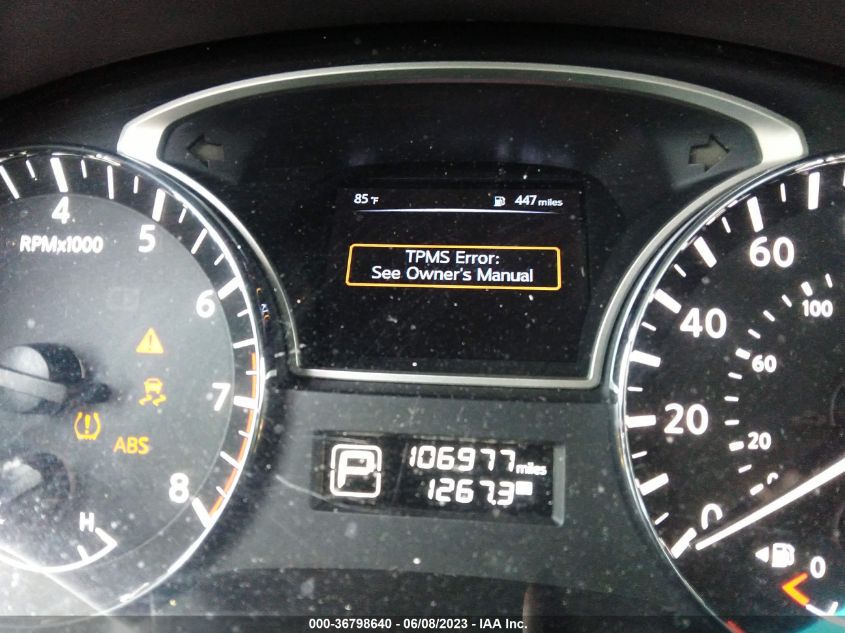 85 °F 447 miles
TPMS Error:
See Owner's Manual
4
5
6
7
8
RPMx1000
ABS
H
P
106977 miles
1267.3
60
40
20
0
100
60
20
0
0
000-36798640 - 06/08/2023 - IAA Inc.